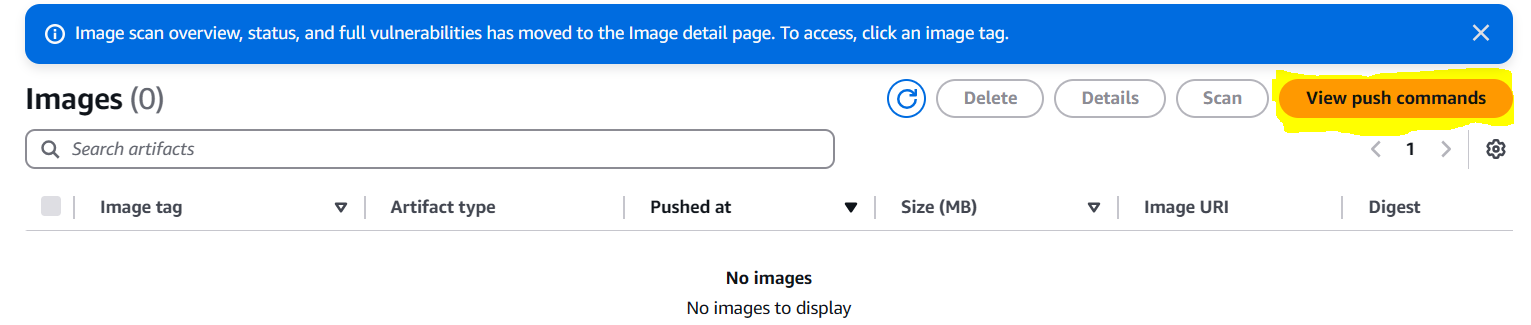 Image scan overview, status, and full vulnerabilities has moved to the Image detail page. To access, click an image tag.
Images (0)
Delete
Details
Scan
View push commands
Search artifacts
1
Image tag
Artifact type
Pushed at
Size (MB)
Image URI
Digest
No images
No images to display